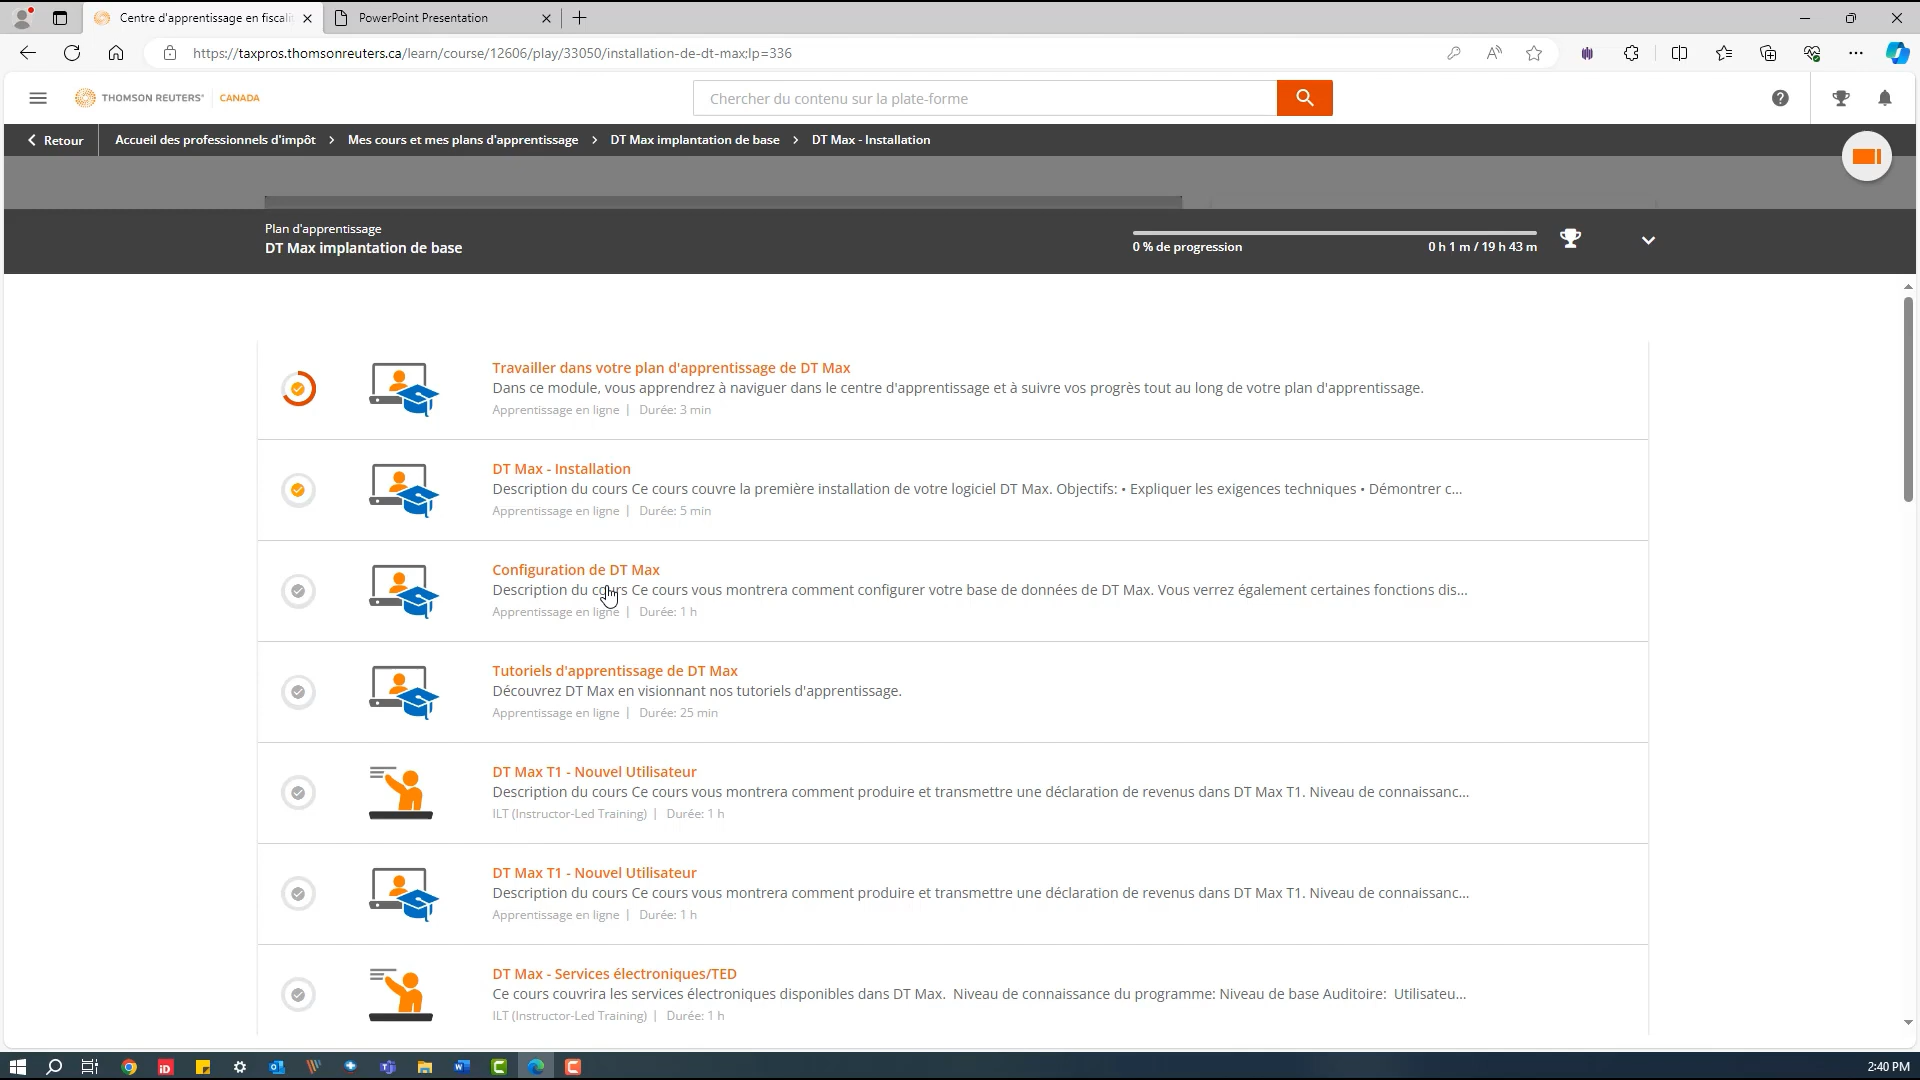 Centre d'apprentissage en fiscali
PowerPoint Presentation
https://taxpros.thomsonreuters.ca/learn/course/12606/play/33050/installation-de-dt-max;lp=336
THOMSON REUTERS® CANADA
Chercher du contenu sur la plate-forme
Retour
Accueil des professionnels d'impôt > Mes cours et mes plans d'apprentissage > DT Max implantation de base > DT Max - Installation
Plan d'apprentissage
DT Max implantation de base
0 % de progression
0 h 1 m / 19 h 43 m
Travailler dans votre plan d'apprentissage de DT Max
Dans ce module, vous apprendrez à naviguer dans le centre d'apprentissage et à suivre vos progrès tout au long de votre plan d'apprentissage.
Apprentissage en ligne | Durée: 3 min
DT Max - Installation
Description du cours Ce cours couvre la première installation de votre logiciel DT Max. Objectifs: • Expliquer les exigences techniques • Démontrer c...
Apprentissage en ligne | Durée: 5 min
Configuration de DT Max
Description du cours Ce cours vous montrera comment configurer votre base de données de DT Max. Vous verrez également certaines fonctions dis...
Apprentissage en ligne | Durée: 1 h
Tutoriels d'apprentissage de DT Max
Découvrez DT Max en visionnant nos tutoriels d'apprentissage.
Apprentissage en ligne | Durée: 25 min
DT Max T1 - Nouvel Utilisateur
Description du cours Ce cours vous montrera comment produire et transmettre une déclaration de revenus dans DT Max T1. Niveau de connaissanc...
ILT (Instructor-Led Training) | Durée: 1 h
DT Max T1 - Nouvel Utilisateur
Description du cours Ce cours vous montrera comment produire et transmettre une déclaration de revenus dans DT Max T1. Niveau de connaissanc...
Apprentissage en ligne | Durée: 1 h
DT Max - Services électroniques/TED
Ce cours couvrira les services électroniques disponibles dans DT Max. Niveau de connaissance du programme: Niveau de base Auditoire: Utilisateu...
ILT (Instructor-Led Training) | Durée: 1 h
2:40 PM